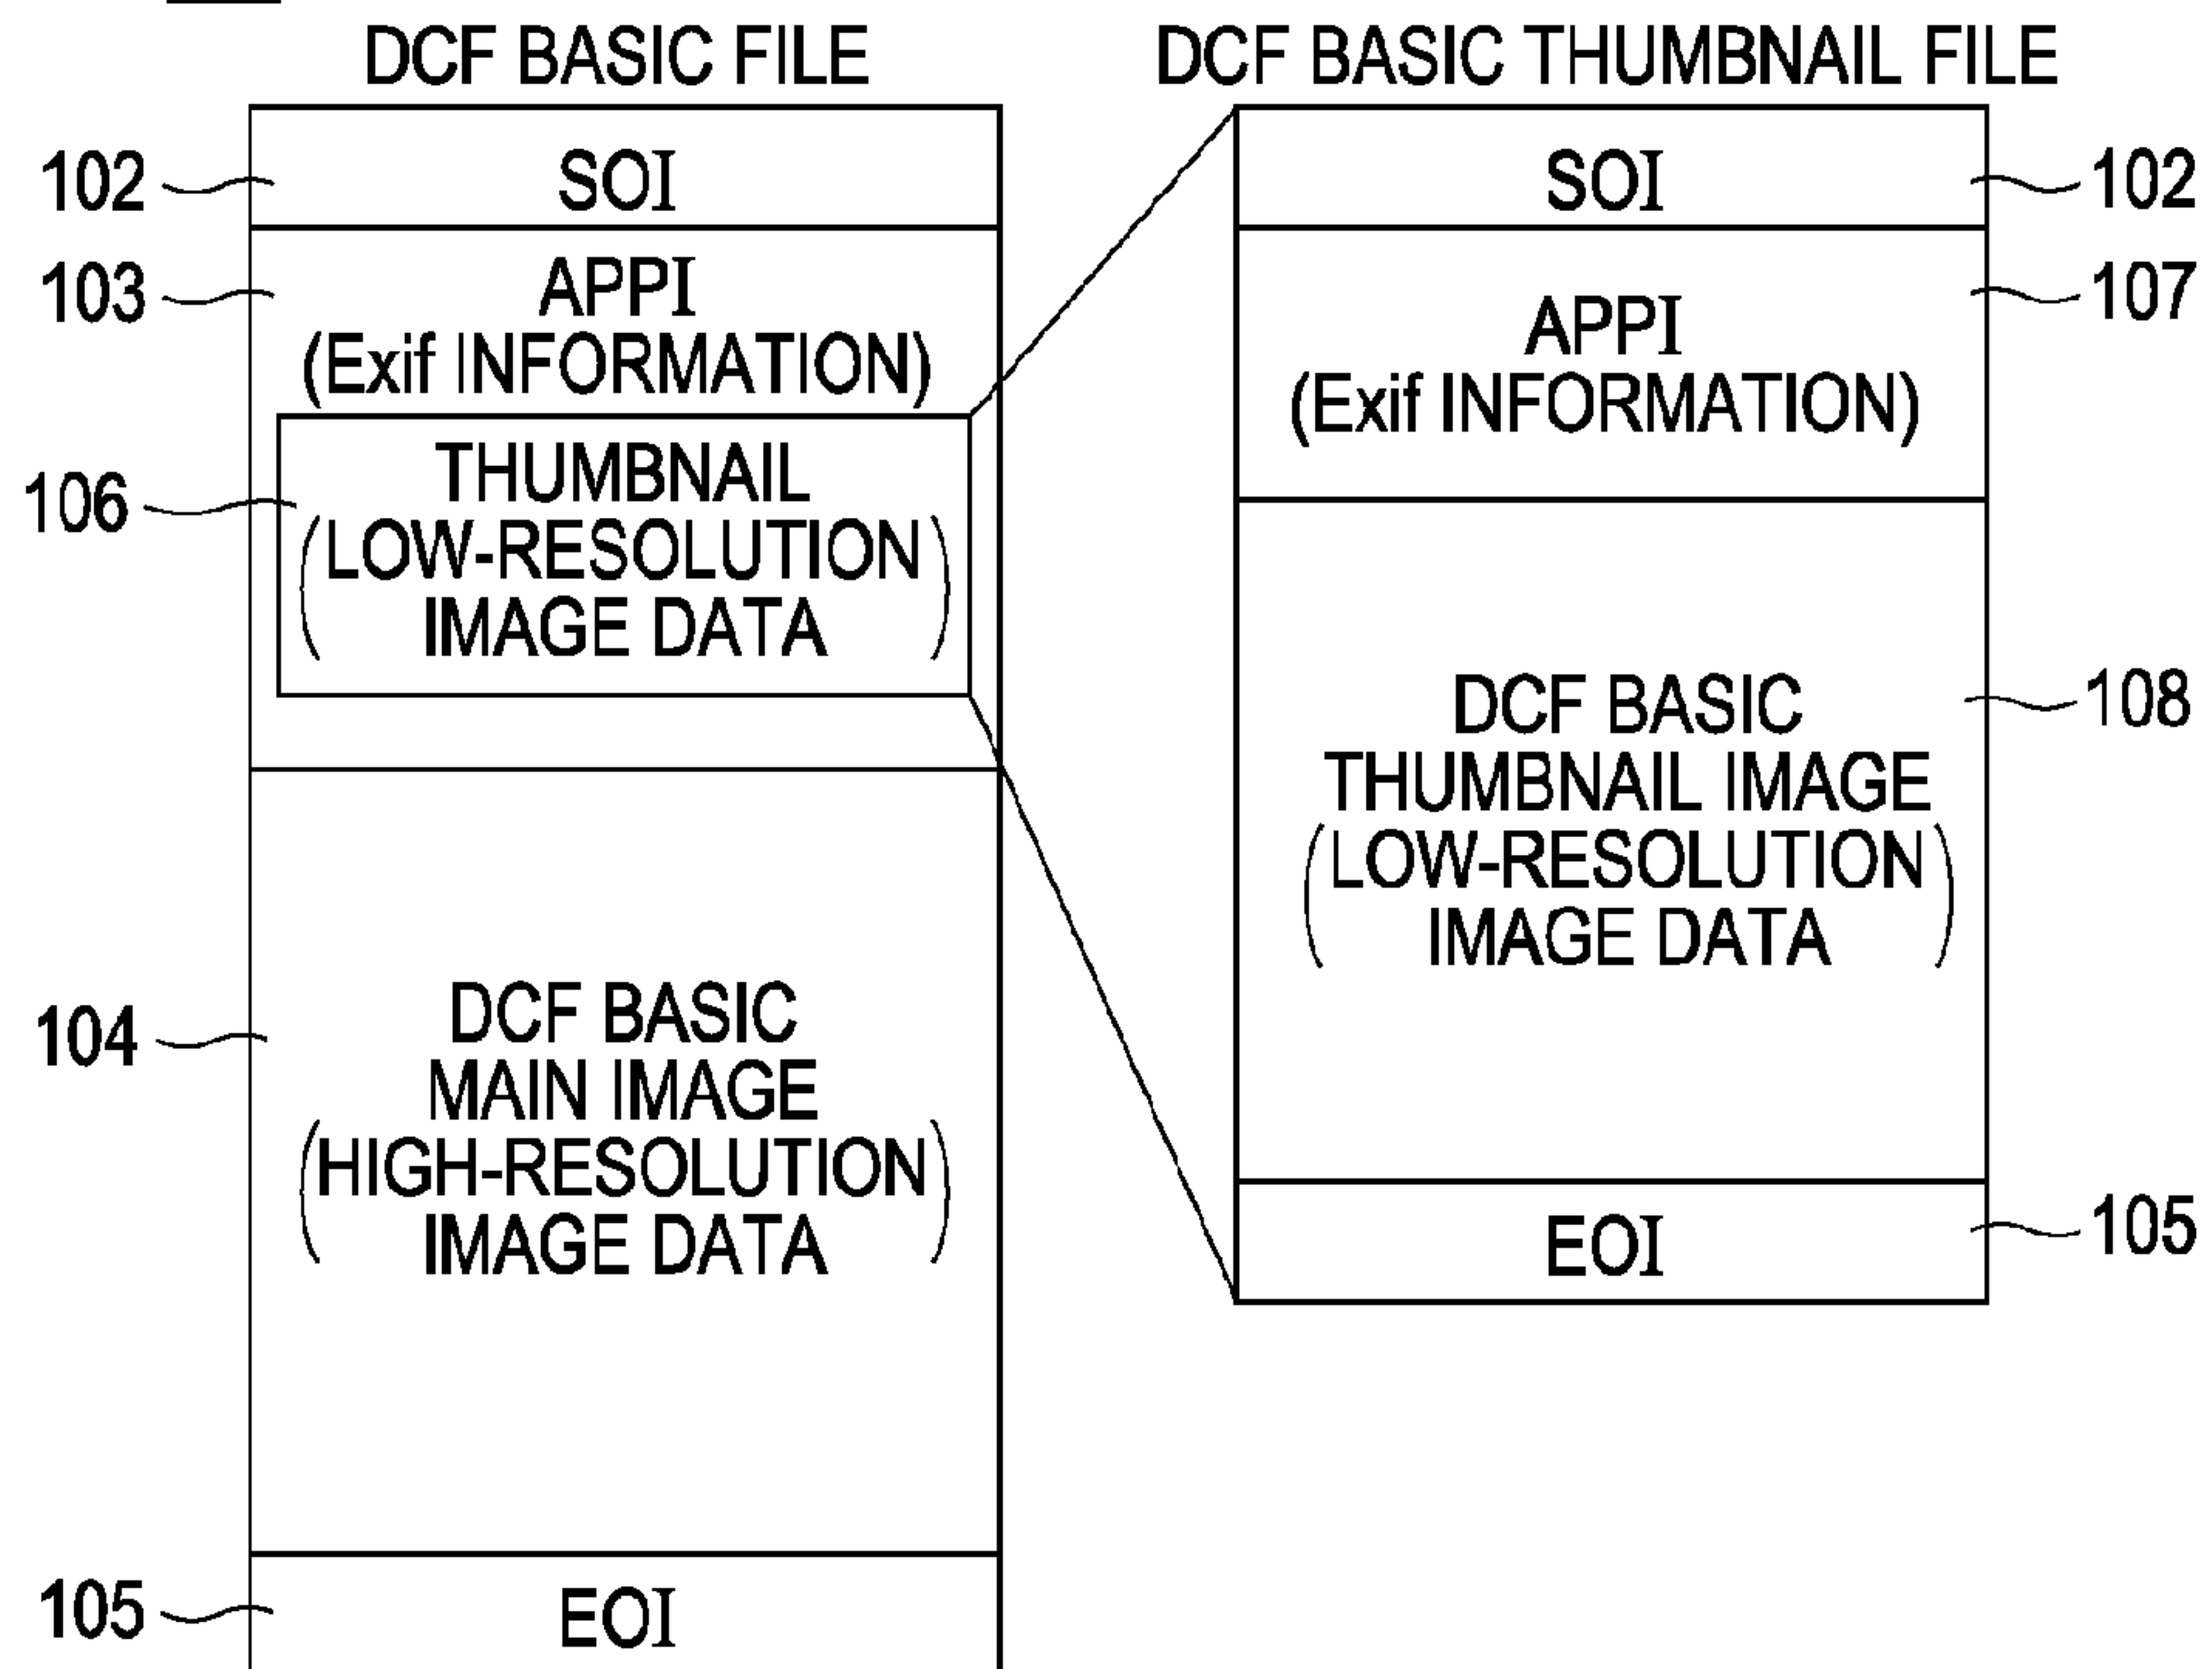 DCF BASIC FILE
102
SOI
103
APPI
(Exif INFORMATION)
106
THUMBNAIL
(LOW-RESOLUTION
IMAGE DATA)
104
DCF BASIC
MAIN IMAGE
(HIGH-RESOLUTION
IMAGE DATA)
105
EOI
DCF BASIC THUMBNAIL FILE
SOI
102
APPI
(Exif INFORMATION)
107
DCF BASIC
THUMBNAIL IMAGE
(LOW-RESOLUTION
IMAGE DATA)
108
EOI
105